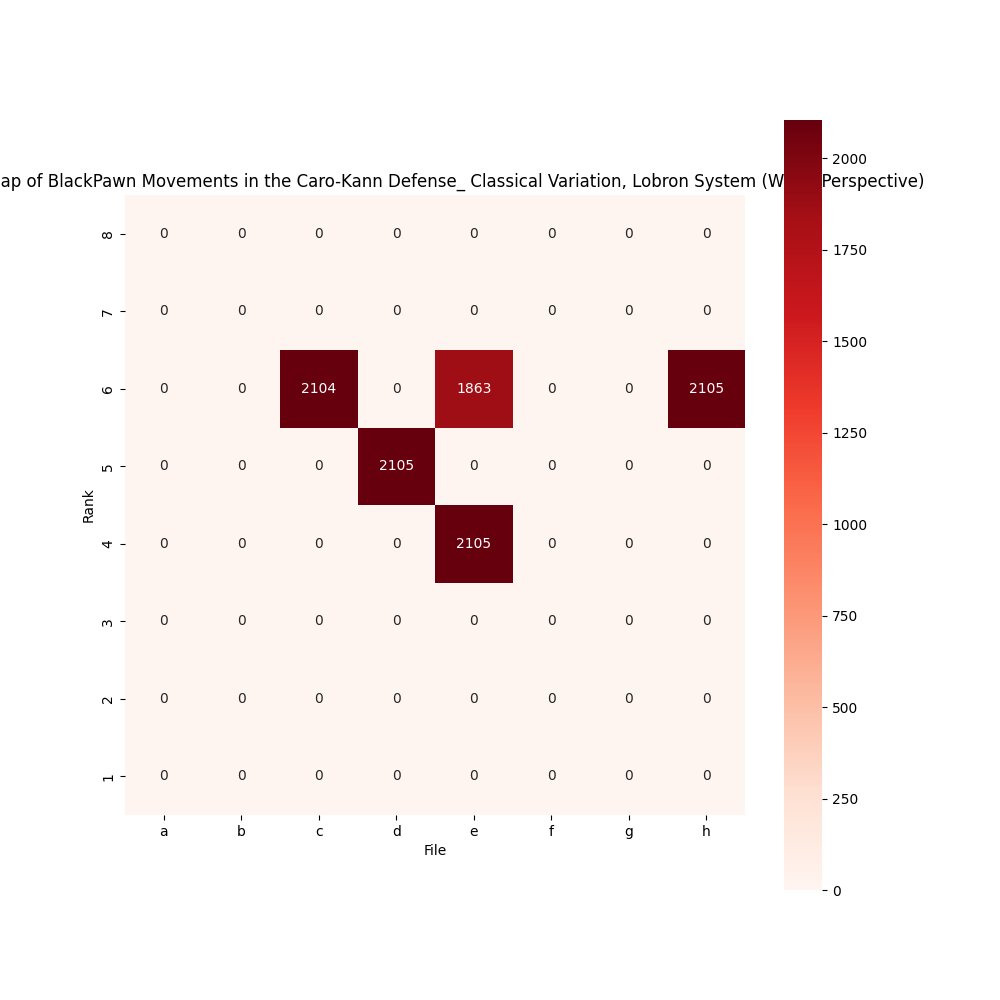 ap of BlackPawn Movements in the Caro-Kann Defense_ Classical Variation, Lobron System (W Perspective)
8 0 0 0 0 0 0 0 0
7 0 0 0 0 0 0 0 0
6 0 0 2104 0 1863 0 0 2105
5 0 0 0 2105 0 0 0 0
4 0 0 0 0 2105 0 0 0
3 0 0 0 0 0 0 0 0
2 0 0 0 0 0 0 0 0
1 0 0 0 0 0 0 0 0
a b c d e f g h
File
Rank
2000
1750
1500
1250
1000
750
500
250
0